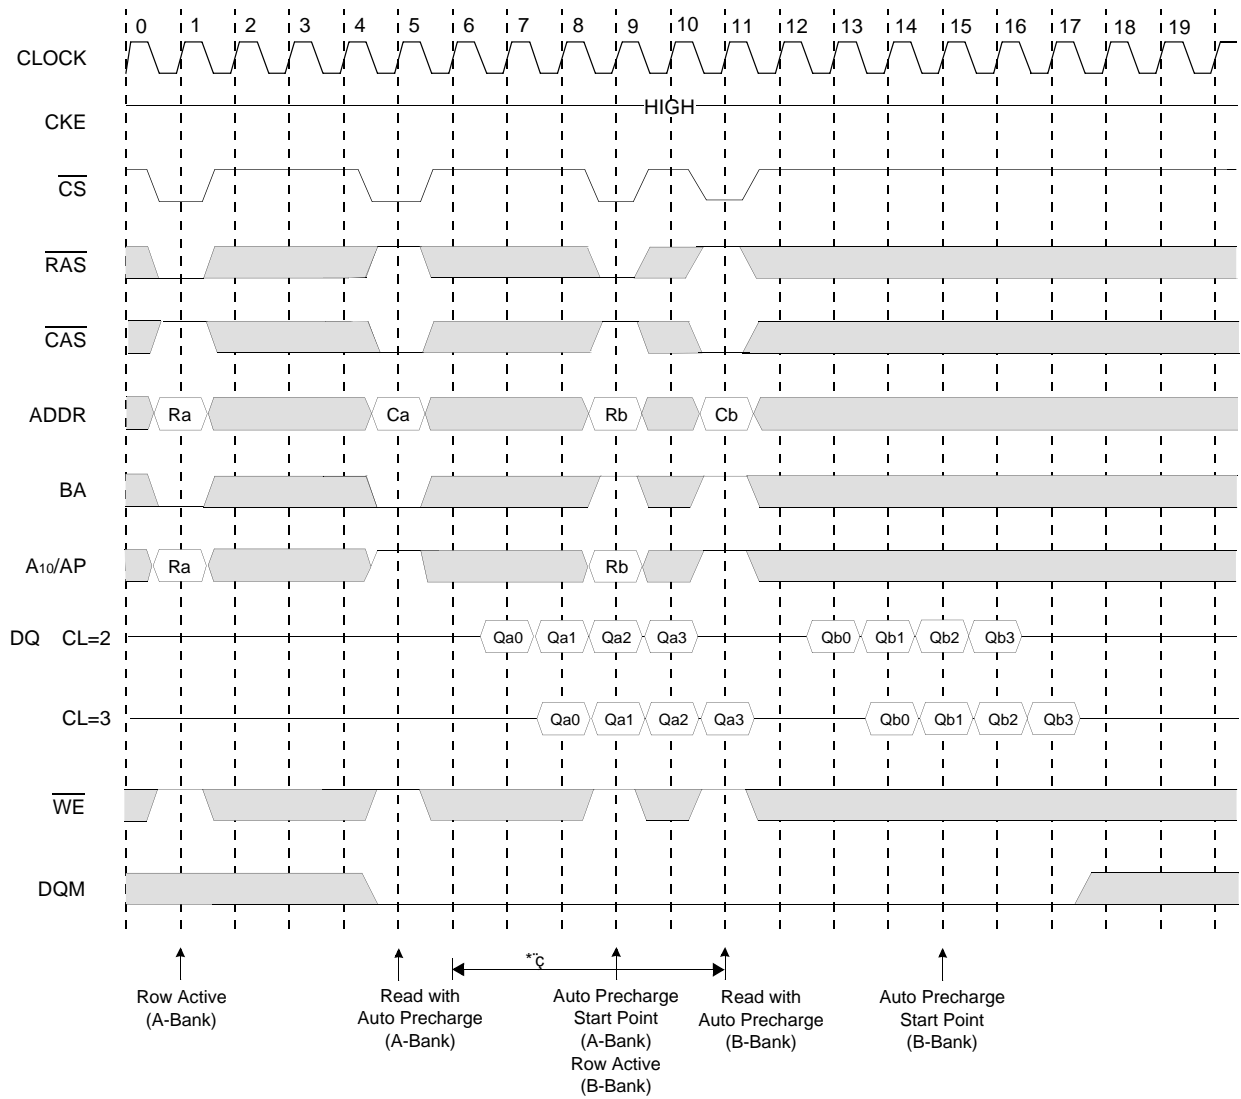 0 1 2 3 4 5 6 7 8 9 10 11 12 13 14 15 16 17 18 19
CLOCK
HIGH
CKE
CS
RAS
CAS
ADDR Ra Ca Rb Cb
BA
A10/AP Ra Rb
DQ CL=2 Qa0 Qa1 Qa2 Qa3 Qb0 Qb1 Qb2 Qb3
CL=3 Qa0 Qa1 Qa2 Qa3 Qb0 Qb1 Qb2 Qb3
WE
DQM
*¨ç
Row Active
(A-Bank)
Read with
Auto Precharge
(A-Bank)
Auto Precharge
Start Point
(A-Bank)
Row Active
(B-Bank)
Read with
Auto Precharge
(B-Bank)
Auto Precharge
Start Point
(B-Bank)